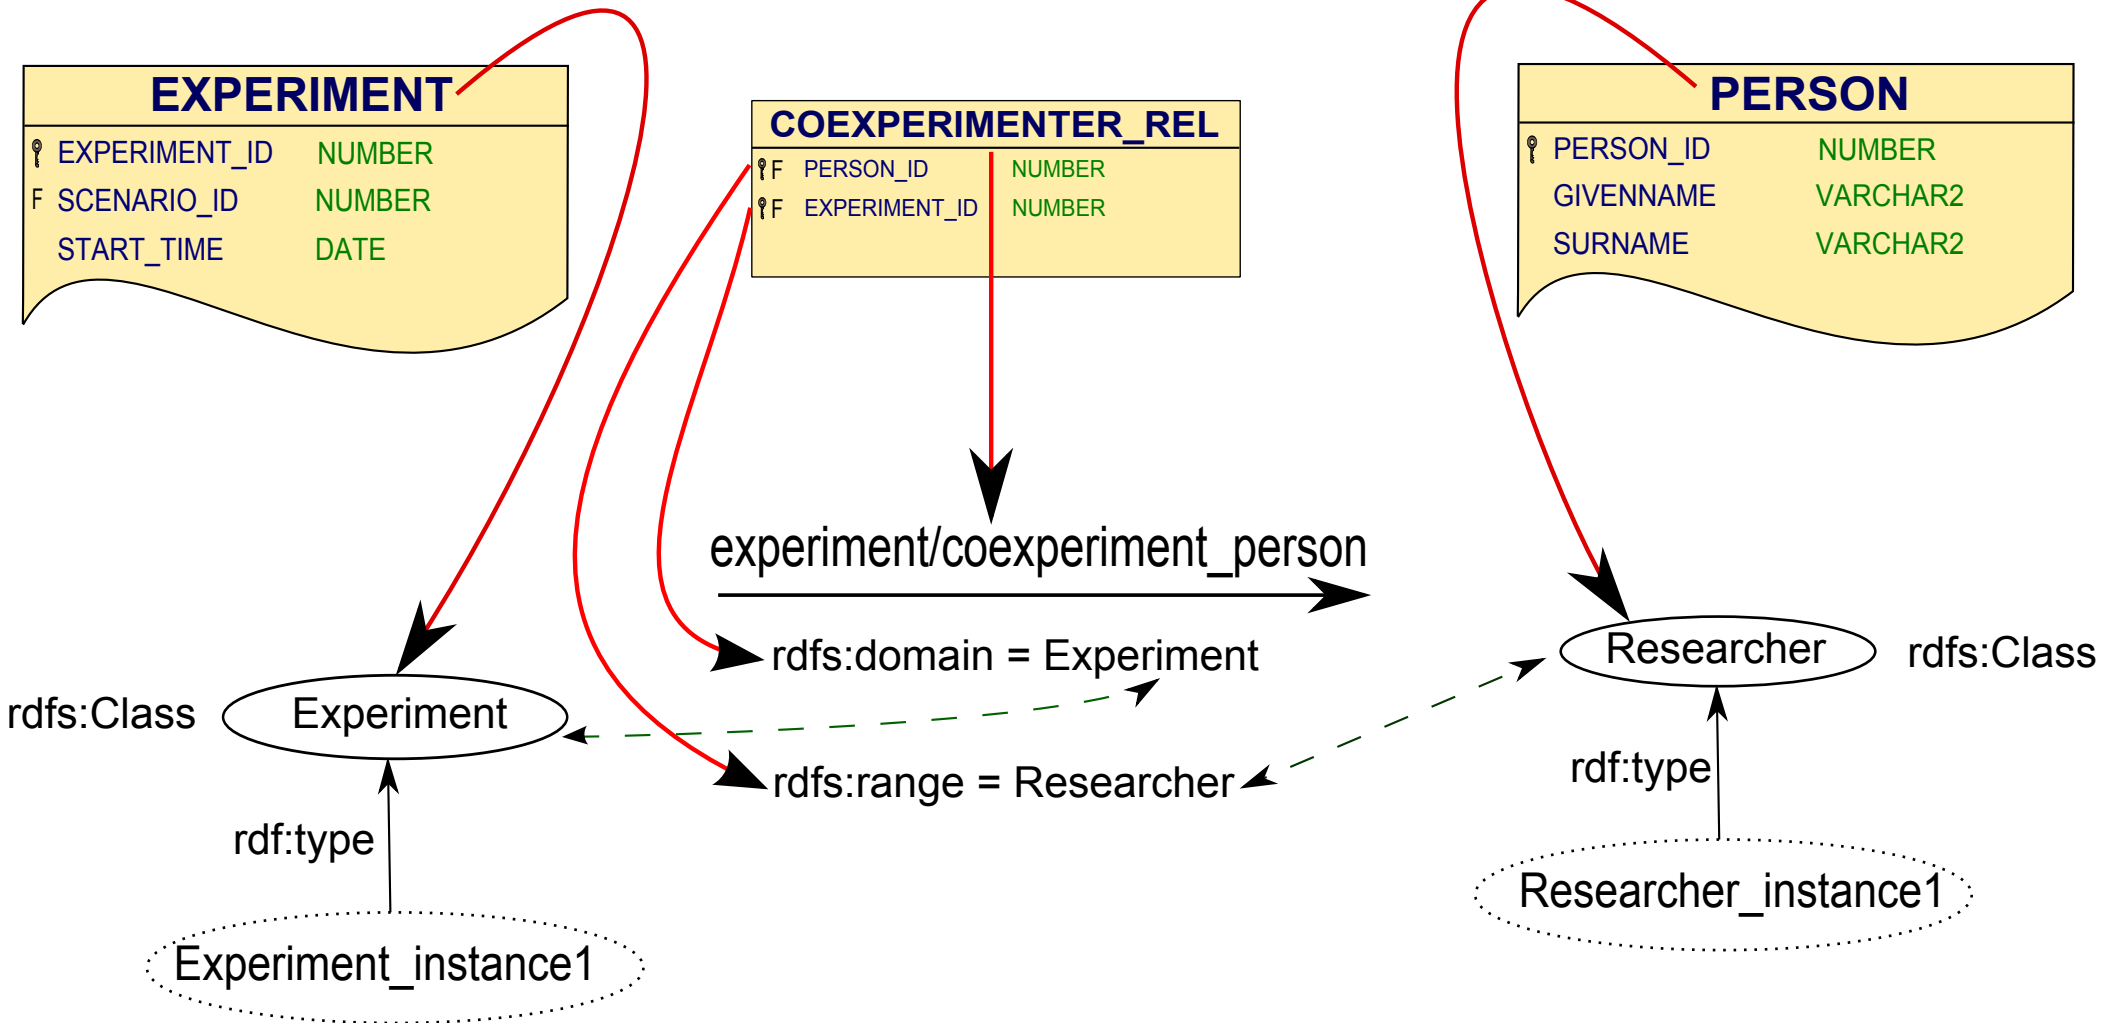 EXPERIMENT
EXPERIMENT_ID NUMBER
F SCENARIO_ID NUMBER
START_TIME DATE
COEXPERIMENTER_REL
F PERSON_ID NUMBER
F EXPERIMENT_ID NUMBER
PERSON
PERSON_ID NUMBER
GIVENNAME VARCHAR2
SURNAME VARCHAR2
experiment/coexperiment_person
rdfs:domain = Experiment
rdfs:range = Researcher
rdfs:Class
Experiment
rdf:type
Experiment_instance1
Researcher
rdfs:Class
rdf:type
Researcher_instance1